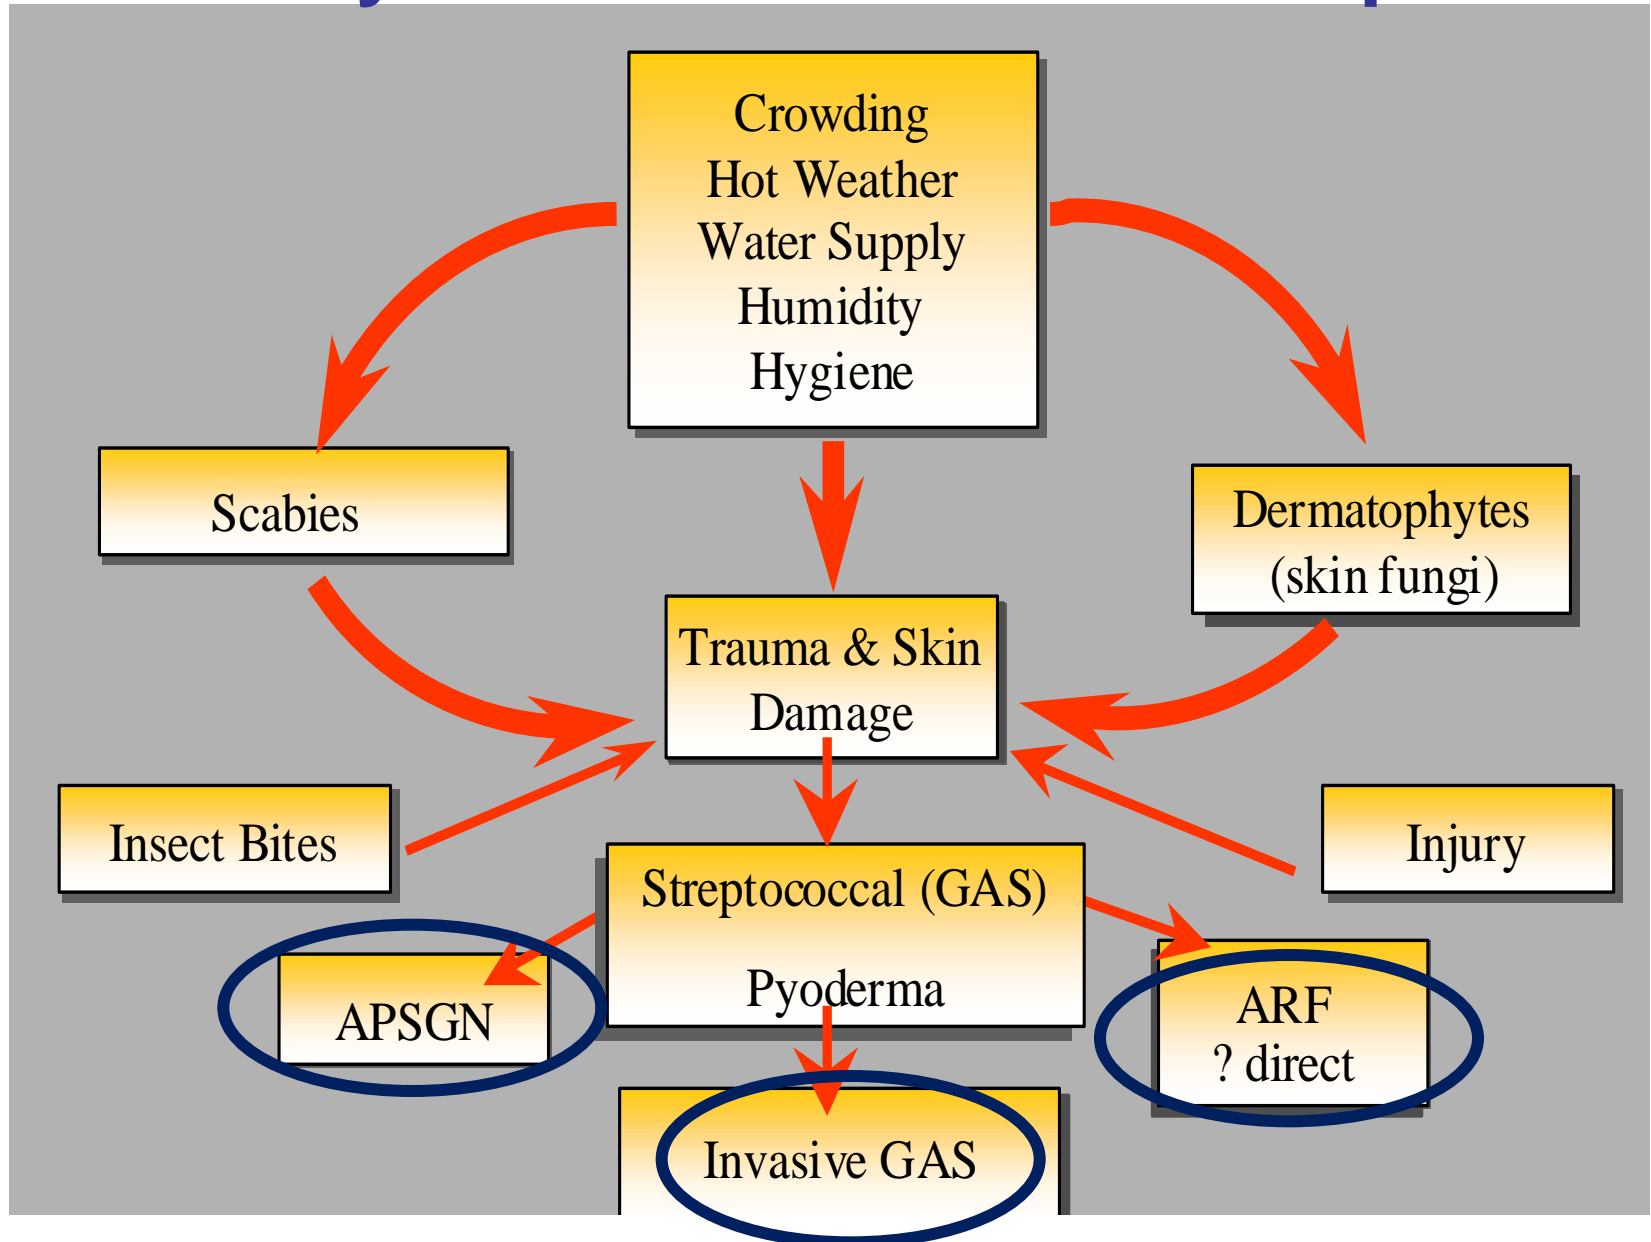 Crowding
Hot Weather
Water Supply
Humidity
Hygiene
Scabies
Dermatophytes
(skin fungi)
Trauma & Skin
Damage
Insect Bites
Injury
Streptococcal (GAS)
Pyoderma
APSGN
ARF
? direct
Invasive GAS